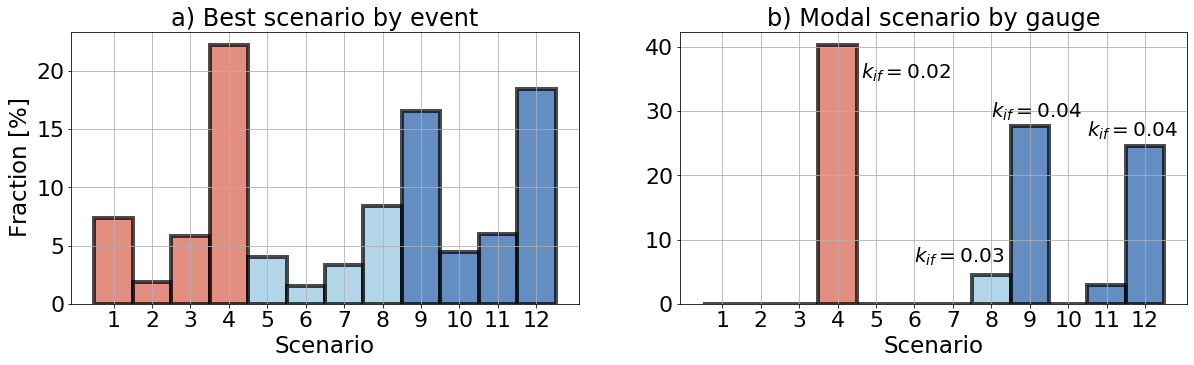 a) Best scenario by event
Fraction [%]
20
15
10
5
0
1 2 3 4 5 6 7 8 9 10 11 12
Scenario
b) Modal scenario by gauge
40
30
20
10
0
k_if = 0.02
k_if = 0.04
k_if = 0.04
k_if = 0.03
1 2 3 4 5 6 7 8 9 10 11 12
Scenario